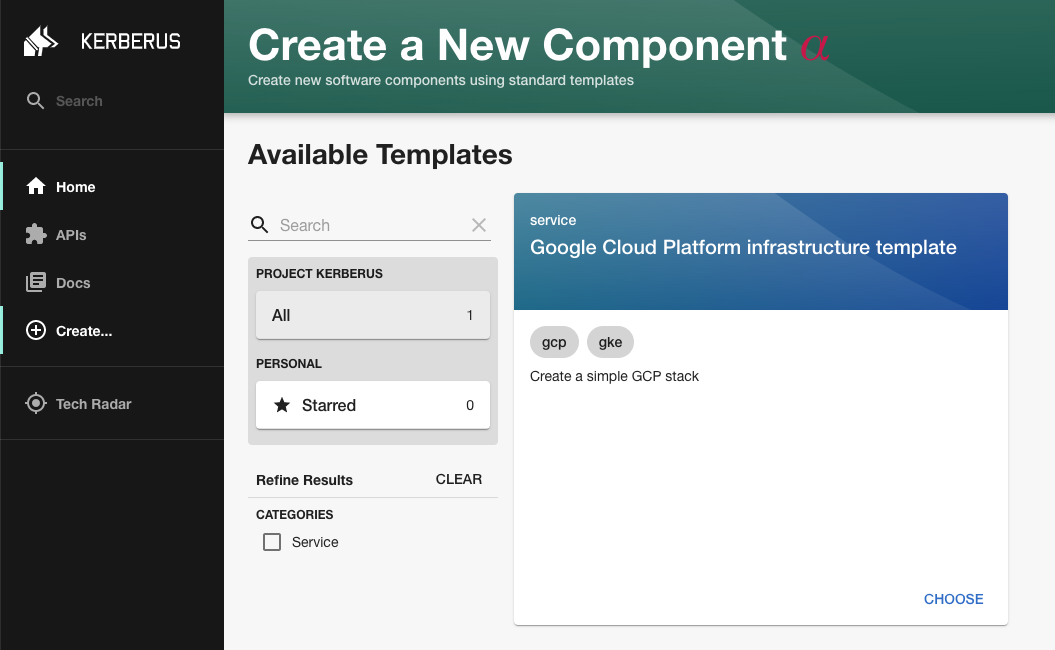 KERBERUS
Search
Home
APIs
Docs
Create...
Tech Radar
Create a New Component α
Create new software components using standard templates
Available Templates
Search
PROJECT KERBERUS
All 1
PERSONAL
Starred 0
Refine Results CLEAR
CATEGORIES
Service
service
Google Cloud Platform infrastructure template
gcp gke
Create a simple GCP stack
CHOOSE